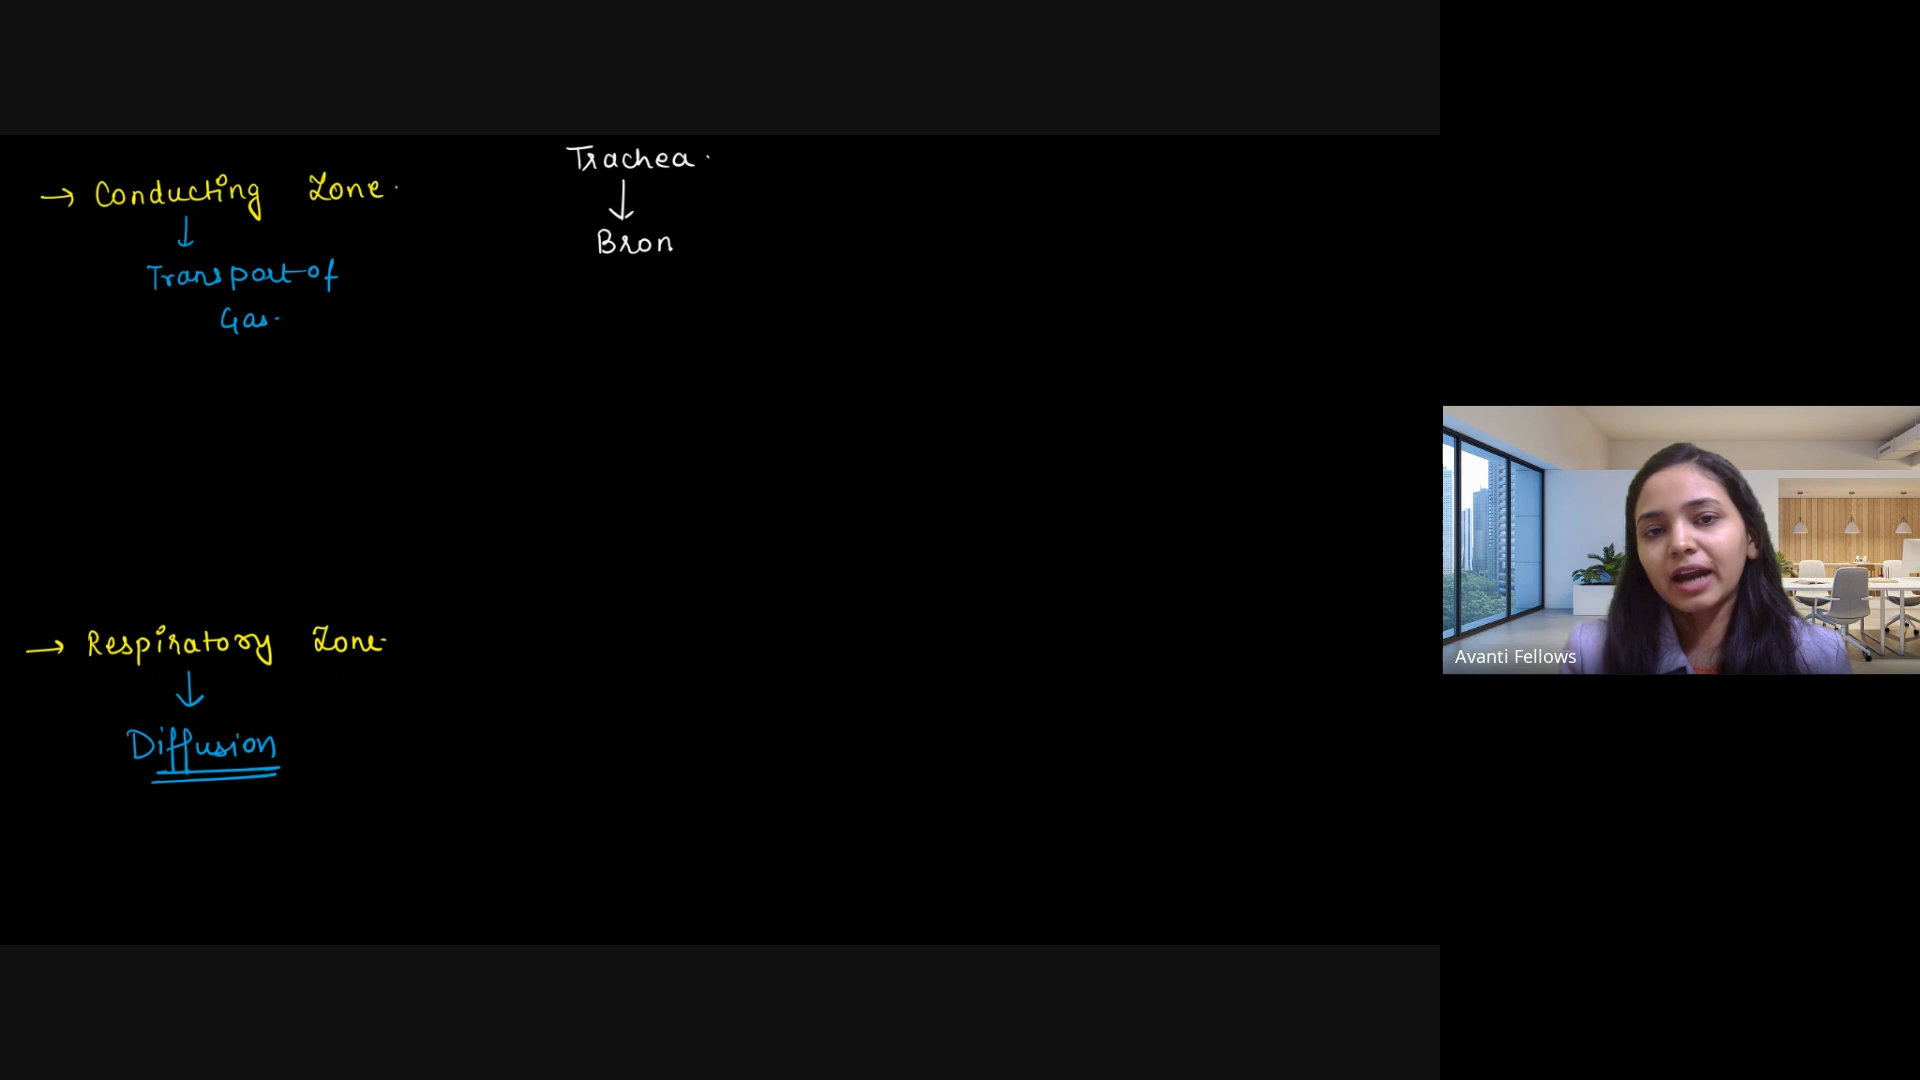 → Conducting Zone.
↓
Transport of
Gas.
Trachea.
↓
Bron
→ Respiratory Zone.
↓
Diffusion
Avanti Fellows